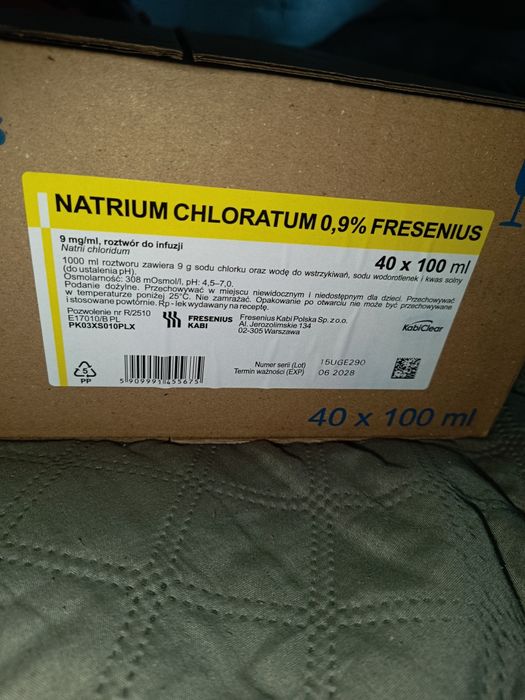 NATRIUM CHLORATUM 0,9% FRESENIUS
9 mg/ml, roztwór do infuzji
Natrii chloridum
40 x 100 ml
1000 ml roztworu zawiera 9 g sodu chlorku oraz wodę do wstrzykiwań, sodu wodorotlenek / kwas solny
(do ustalenia pH).
Osmolarność: 308 mOsmol/l, pH: 4,5–7,0.
Podanie dożylne. Przechowywać w miejscu niewidocznym i niedostępnym dla dzieci. Przechowywać
w temperaturze poniżej 25°C. Nie zamrażać. Opakowanie po otwarciu nie może być przechowywane
i stosowane powtórnie. Rp - lek wydawany na receptę.
Pozwolenie nr R/2510
E17010/B PL
PK03XS010PLX
FRESENIUS
KABI
Fresenius Kabi Polska Sp. z o.o.
Al. Jerozolimskie 134
02-305 Warszawa
KabiClear
5
PP
5 909991 455675
Numer serii (Lot) 15UGE290
Termin ważności (EXP) 06 2028
40 x 100 ml